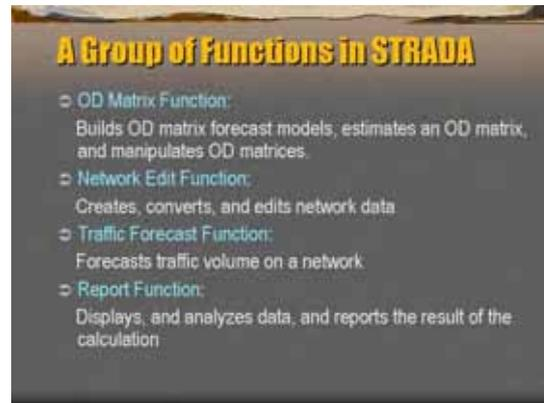 A Group of Functions in STRADA
OD Matrix Function:
Builds OD matrix forecast models, estimates an OD matrix,
and manipulates OD matrices.
Network Edit Function:
Creates, converts, and edits network data
Traffic Forecast Function:
Forecasts traffic volume on a network
Report Function:
Displays, and analyzes data, and reports the result of the
calculation